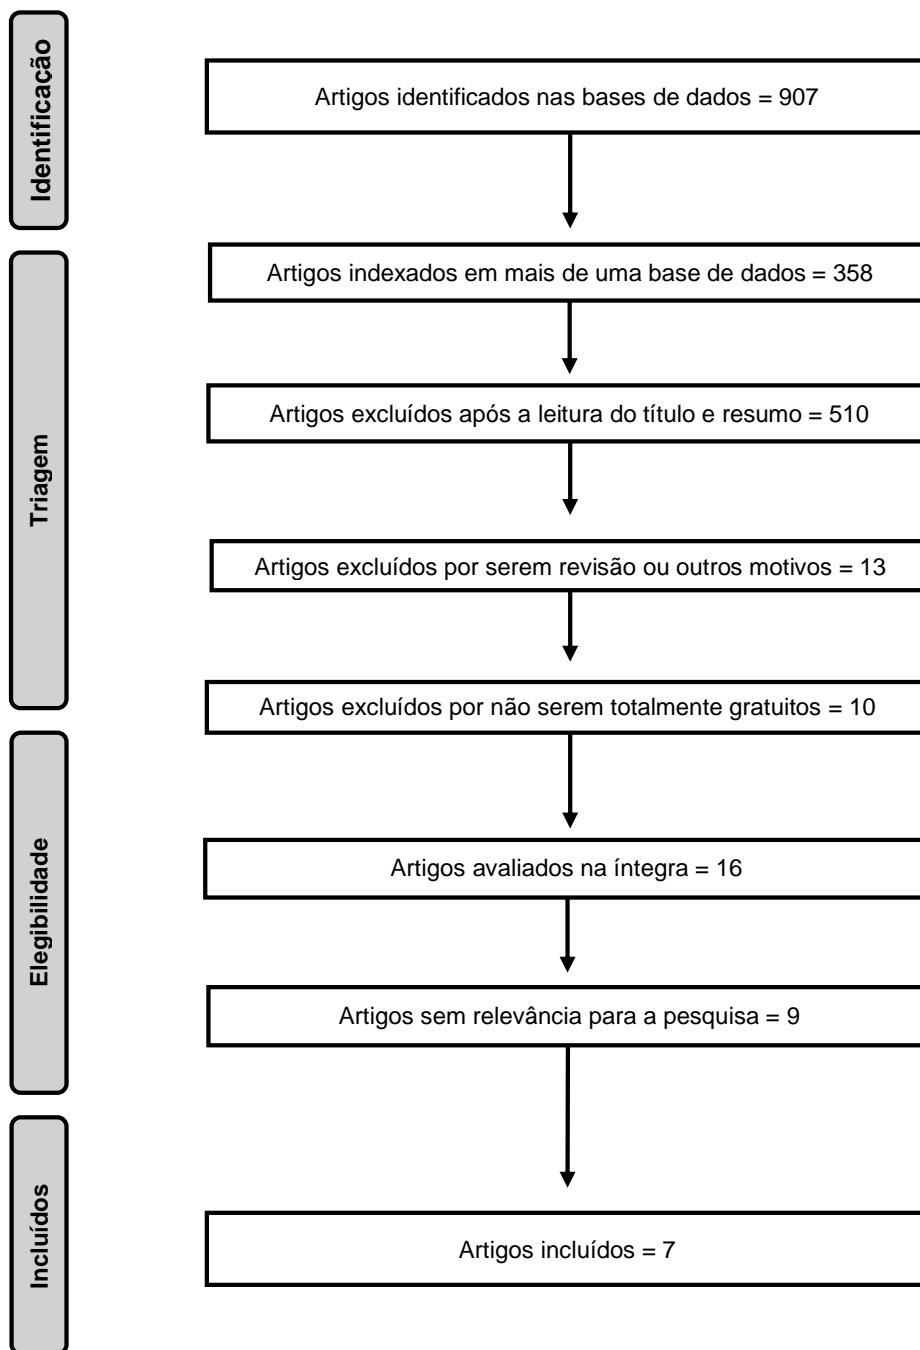 Identificação
Artigos identificados nas bases de dados = 907
Triagem
Artigos indexados em mais de uma base de dados = 358
Artigos excluídos após a leitura do título e resumo = 510
Artigos excluídos por serem revisão ou outros motivos = 13
Artigos excluídos por não serem totalmente gratuitos = 10
Elegibilidade
Artigos avaliados na íntegra = 16
Artigos sem relevância para a pesquisa = 9
Incluídos
Artigos incluídos = 7